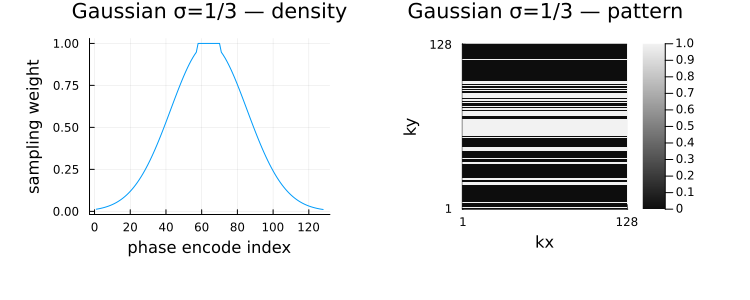 Gaussian σ=1/3 — density
1.00
0.75
0.50
0.25
0.00
sampling weight
0 20 40 60 80 100 120
phase encode index
Gaussian σ=1/3 — pattern
128
ky
1
1 128
kx
1.0
0.9
0.8
0.7
0.6
0.5
0.4
0.3
0.2
0.1
0